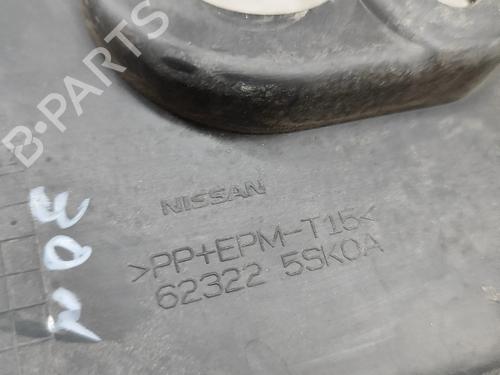 B-PARTS
NISSAN
>PP+EPM-T15<
62322 5SK0A